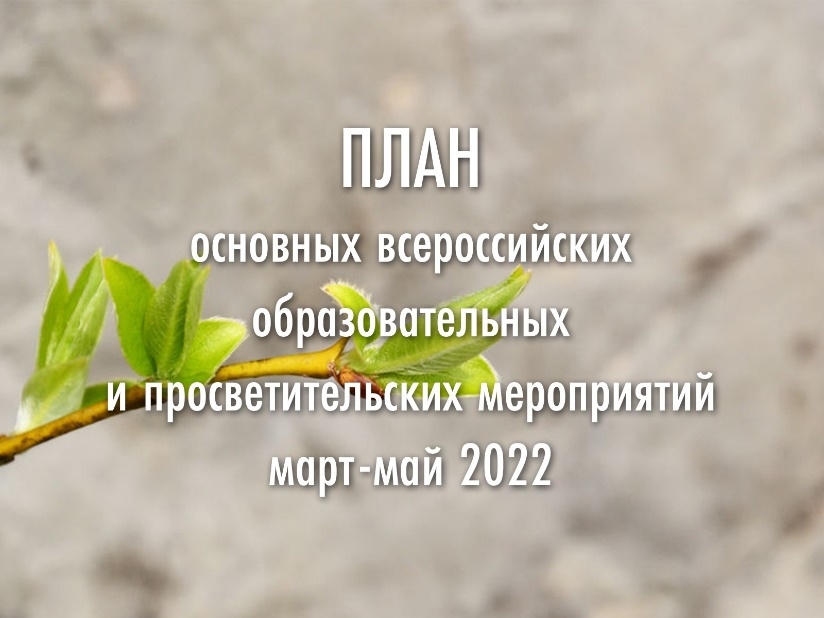 ПЛАН
основных всероссийских
образовательных
и просветительских мероприятий
март-май 2022